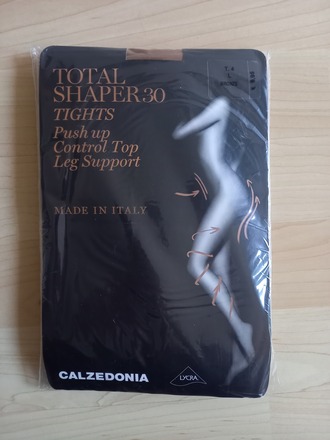 TOTAL
SHAPER 30
TIGHTS
Push up
Control Top
Leg Support
MADE IN ITALY
CALZEDONIA
LYCRA